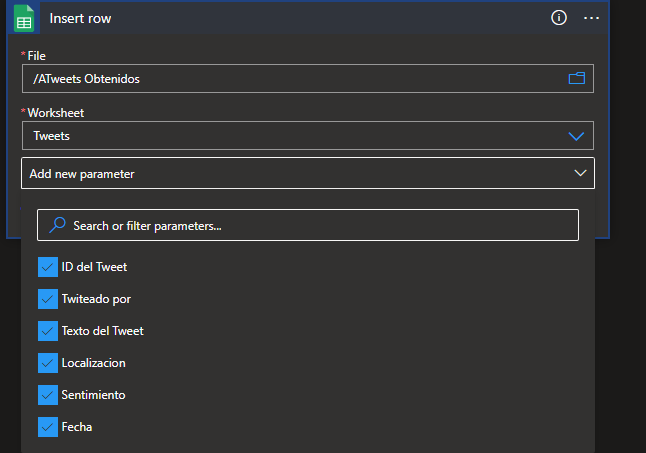 Insert row
*File
/ATweets Obtenidos
*Worksheet
Tweets
Add new parameter
Search or filter parameters...
ID del Tweet
Twiteado por
Texto del Tweet
Localizacion
Sentimiento
Fecha